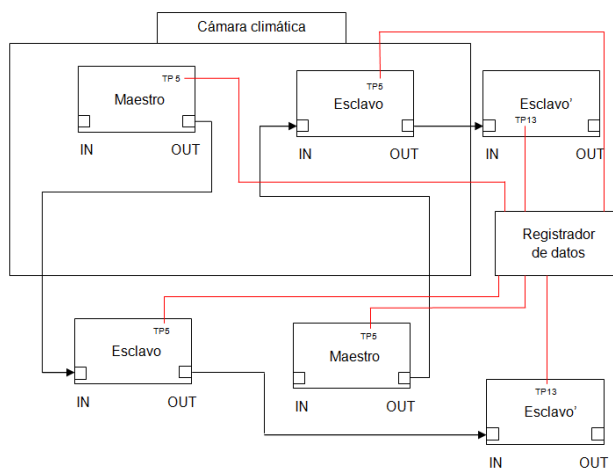 Cámara climática
TP 5
Maestro
IN
OUT
TP5
Esclavo
IN
OUT
Esclavo’
TP13
IN
OUT
Registrador
de datos
TP5
Esclavo
IN
OUT
TP5
Maestro
IN
OUT
TP13
Esclavo’
IN
OUT